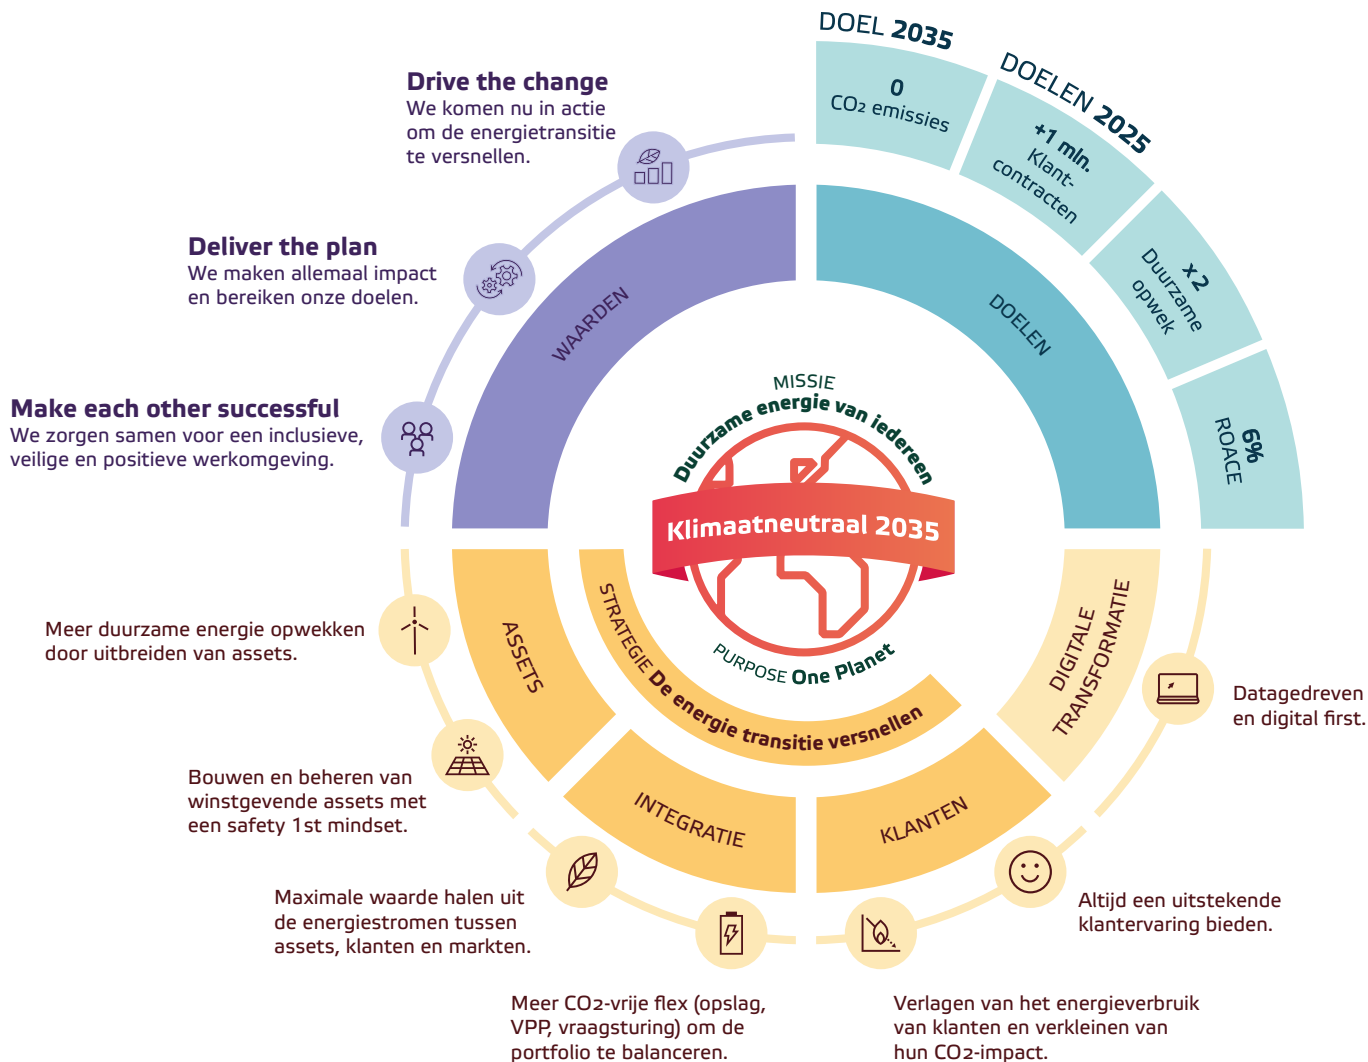 DOEL 2035
0
CO2 emissies
DOELEN 2025
+1 mln.
Klant-
contracten
x 2
Duurzame
opwek
6%
ROACE
Drive the change
We komen nu in actie
om de energietransitie
te versnellen.
Deliver the plan
We maken allemaal impact
en bereiken onze doelen.
Make each other successful
We zorgen samen voor een inclusieve,
veilige en positieve werkomgeving.
WAARDEN
DOELEN
MISSIE
Duurzame energie van iedereen
Klimaatneutraal 2035
PURPOSE One Planet
STRATEGIE De energie transitie versnellen
ASSETS
INTEGRATIE
KLANTEN
DIGITALE
TRANSFORMATIE
Meer duurzame energie opwekken
door uitbreiden van assets.
Bouwen en beheren van
winstgevende assets met
een safety 1st mindset.
Maximale waarde halen uit
de energiestromen tussen
assets, klanten en markten.
Meer CO2-vrije flex (opslag,
VPP, vraagsturing) om de
portfolio te balanceren.
Verlagen van het energieverbruik
van klanten en verkleinen van
hun CO2-impact.
Altijd een uitstekende
klantervaring bieden.
Datagedreven
en digital first.